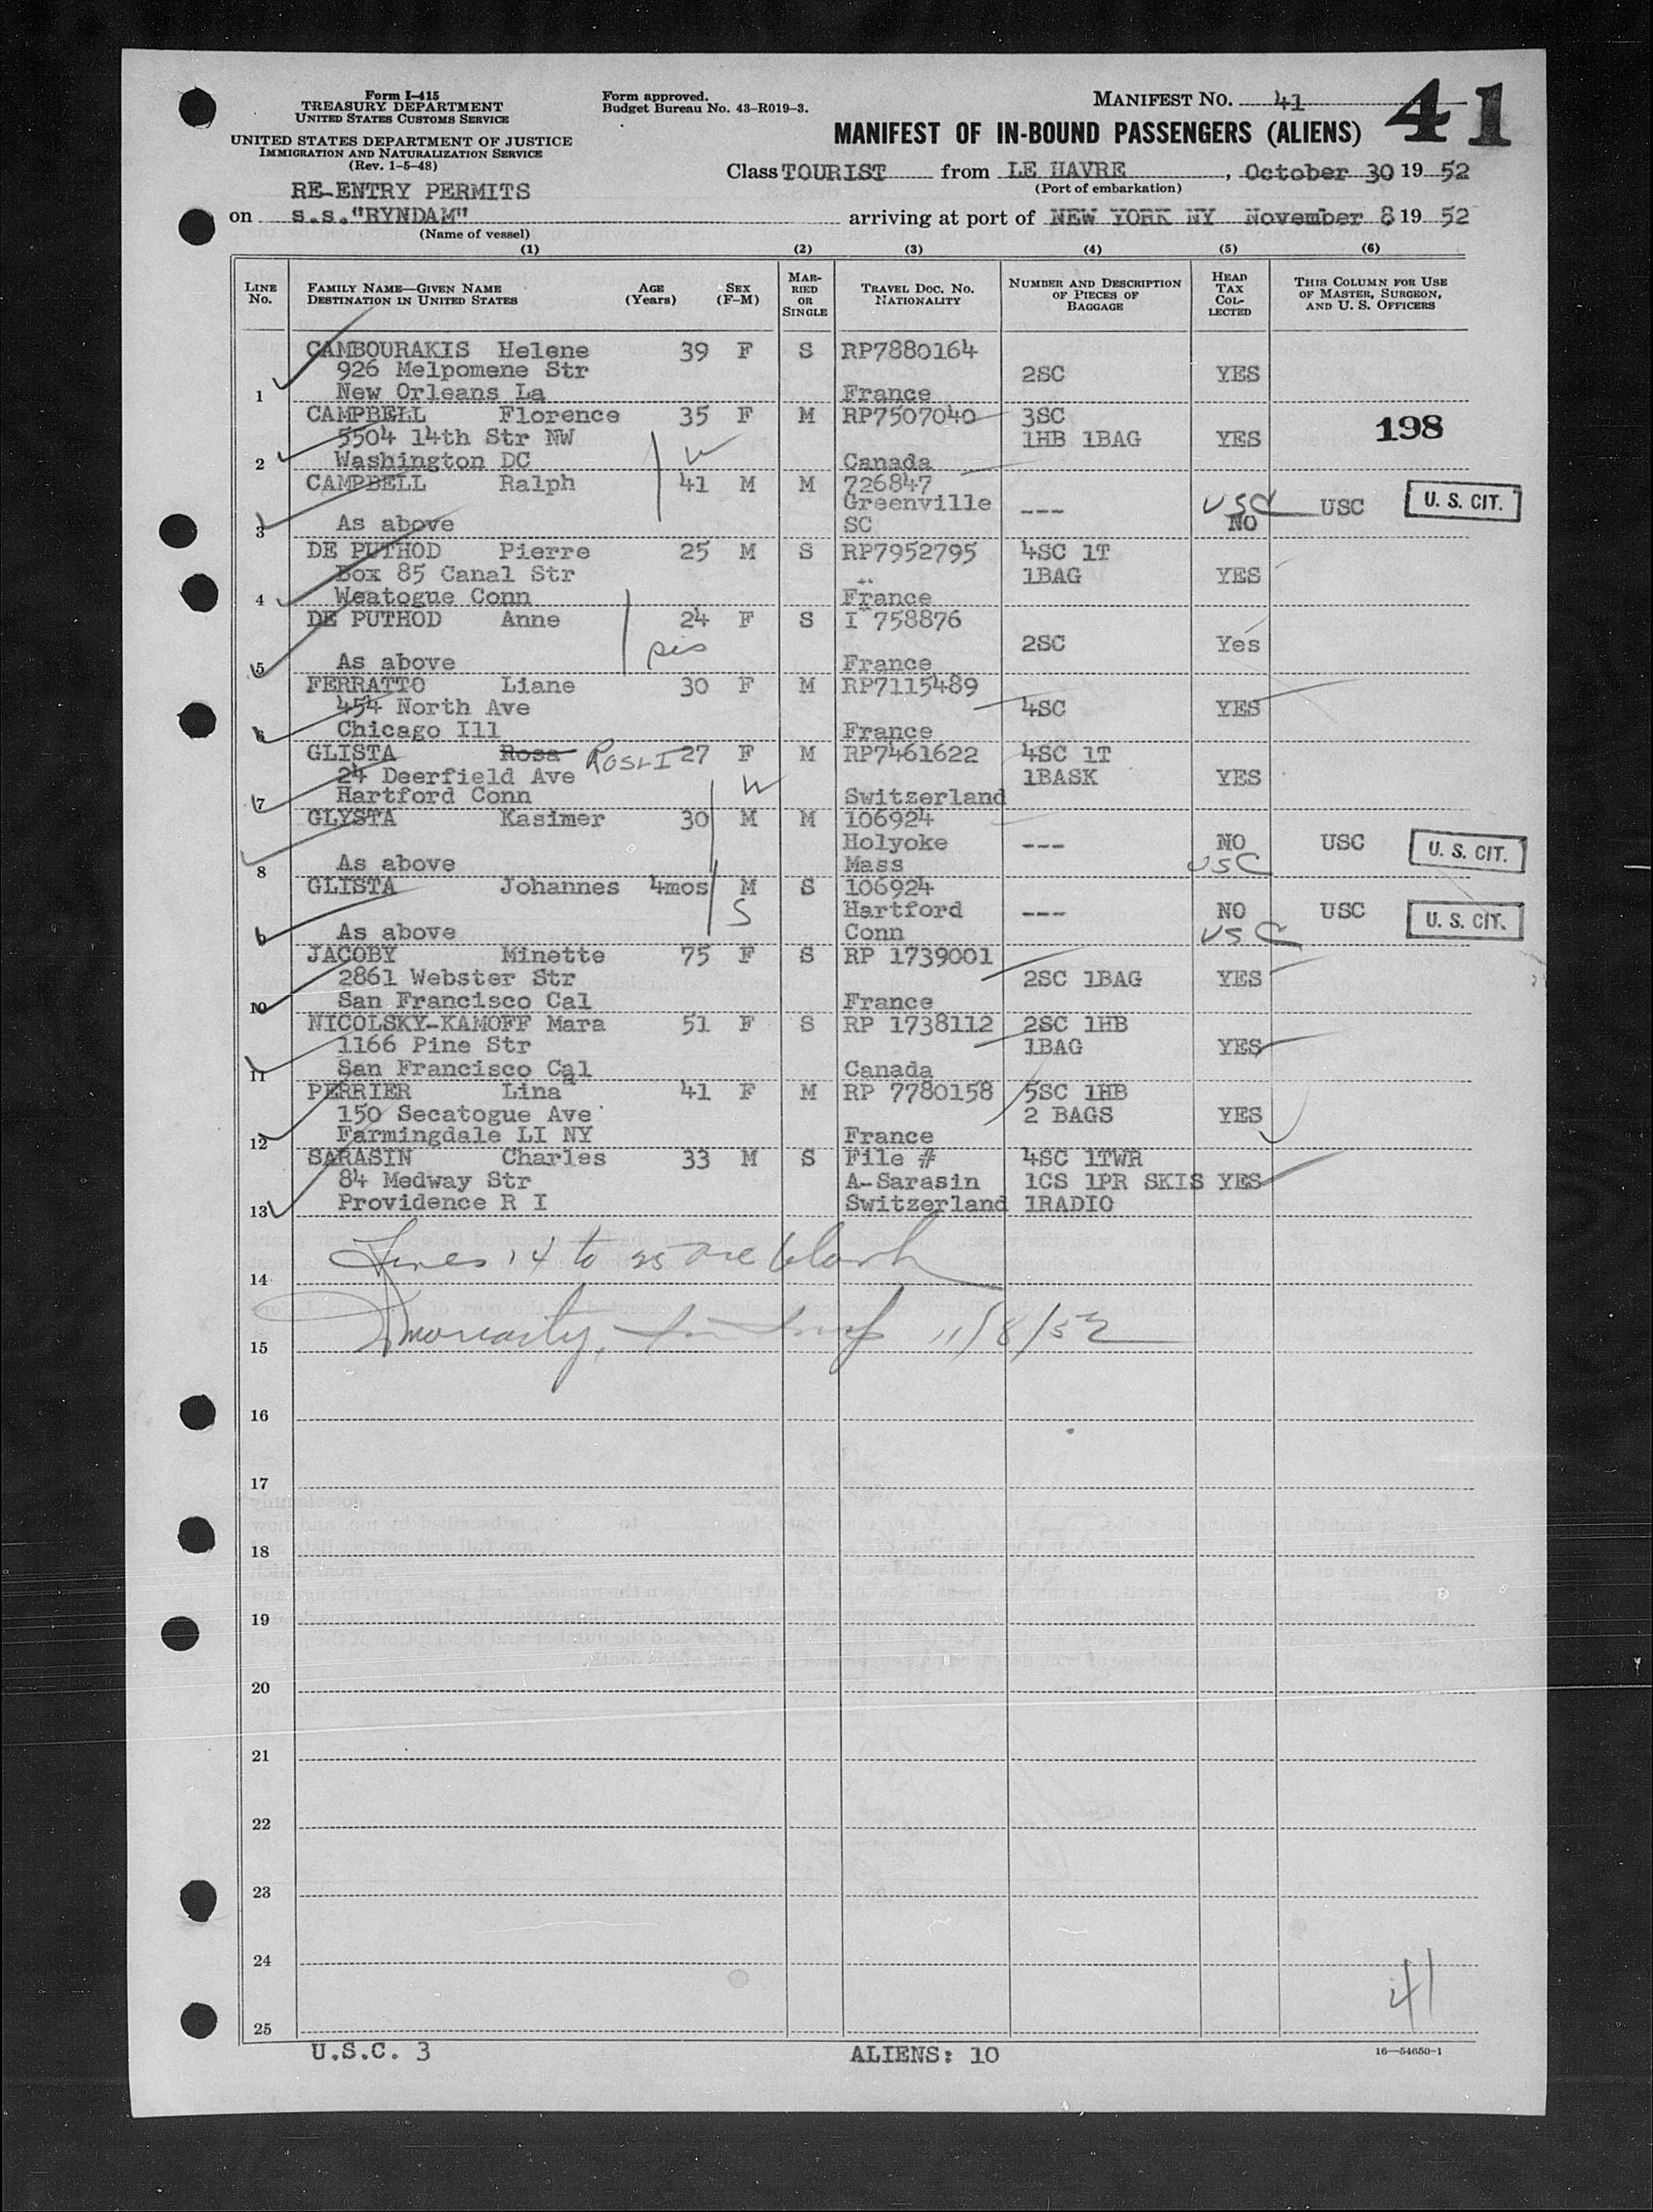 Form I-415
TREASURY DEPARTMENT
UNITED STATES CUSTOMS SERVICE
UNITED STATES DEPARTMENT OF JUSTICE
IMMIGRATION AND NATURALIZATION SERVICE
(Rev. 1-5-48)
Form approved.
Budget Bureau No. 43-R019-3.
MANIFEST NO. 41
41
MANIFEST OF IN-BOUND PASSENGERS (ALIENS)
Class TOURIST from LE HAVRE, October 30 19 52
(Port of embarkation)
RE-ENTRY PERMITS
on s.s."RYNDAM" arriving at port of NEW YORK NY November 8 19 52
(Name of vessel)
(1) (2) (3) (4) (5) (6)
LINE No. FAMILY NAME—GIVEN NAME DESTINATION IN UNITED STATES AGE (Years) SEX (F-M) MARRIED OR SINGLE TRAVEL DOC. NO. NATIONALITY NUMBER AND DESCRIPTION OF PIECES OF BAGGAGE HEAD TAX COLLECTED THIS COLUMN FOR USE OF MASTER, SURGEON, AND U. S. OFFICERS
CAMBOURAKIS Helene 39 F S RP7880164
926 Melpomene Str 2SC YES
1 New Orleans La France
CAMPBELL Florence 35 F M RP7507040 3SC 198
5504 14th Str NW W 1HB 1BAG YES
2 Washington DC Canada
CAMPBELL Ralph 41 M M 726847
Greenville --- USC USC U. S. CIT.
3 As above SC NO
DE PUTHOD Pierre 25 M S RP7952795 4SC 1T
Box 85 Canal Str 1BAG YES
4 Weatogue Conn France
DE PUTHOD Anne 24 F S I 758876
sis 2SC Yes
5 As above France
FERRATTO Liane 30 F M RP7115489
454 North Ave 4SC YES
6 Chicago Ill France
GLISTA Rosa ROSLI 27 F M RP7461622 4SC 1T
24 Deerfield Ave W 1BASK YES
7 Hartford Conn Switzerland
GLYSTA Kasimer 30 M M 106924
Holyoke --- NO USC U. S. CIT.
8 As above Mass USC
GLISTA Johannes 4mos M S 106924
S Hartford --- NO USC U. S. CIT.
9 As above Conn USC
JACOBY Minette 75 F S RP 1739001
2861 Webster Str 2SC 1BAG YES
10 San Francisco Cal France
NICOLSKY-KAMOFF Mara 51 F S RP 1738112 2SC 1HB
1166 Pine Str 1BAG YES
11 San Francisco Cal Canada
PERRIER Lina 41 F M RP 7780158 5SC 1HB
150 Secatogue Ave 2 BAGS YES
12 Farmingdale LI NY France
SARASIN Charles 33 M S File # 4SC 1TWR
84 Medway Str A-Sarasin 1CS 1PR SKIS YES
13 Providence R I Switzerland 1RADIO
Lines 14 to 25 are blank
14
11/8/52
15
16
17
18
19
20
21
22
23
24
41
25
U.S.C. 3 ALIENS: 10 16—54650-1